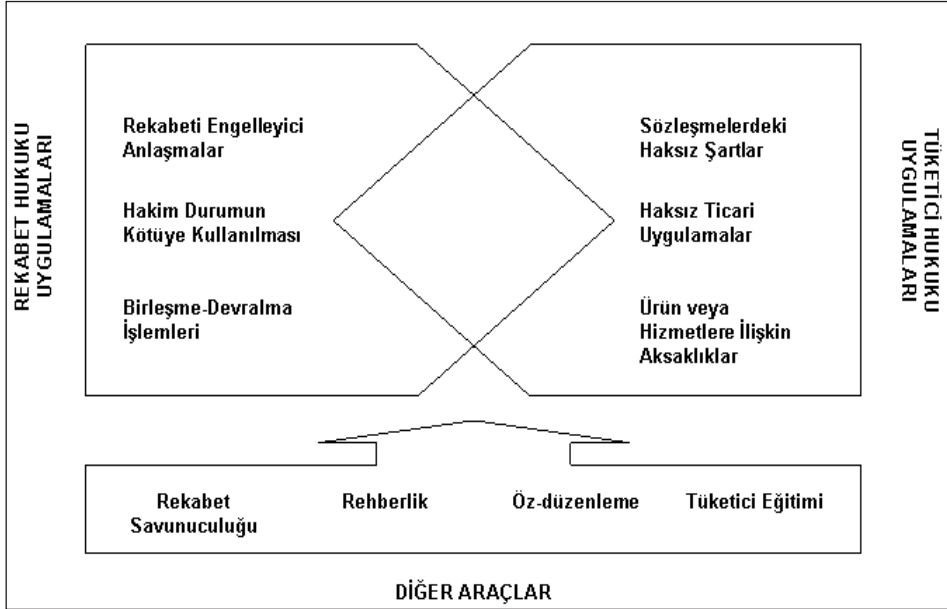 REKABET HUKUKU
UYGULAMALARI
Rekabeti Engelleyici
Anlaşmalar
Hakim Durumun
Kötüye Kullanılması
Birleşme-Devralma
İşlemleri
Sözleşmelerdeki
Haksız Şartlar
Haksız Ticari
Uygulamalar
Ürün veya
Hizmetlere İlişkin
Aksaklıklar
TÜKETİCİ HUKUKU
UYGULAMALARI
Rekabet
Savunuculuğu
Rehberlik
Öz-düzenleme
Tüketici Eğitimi
DİĞER ARAÇLAR